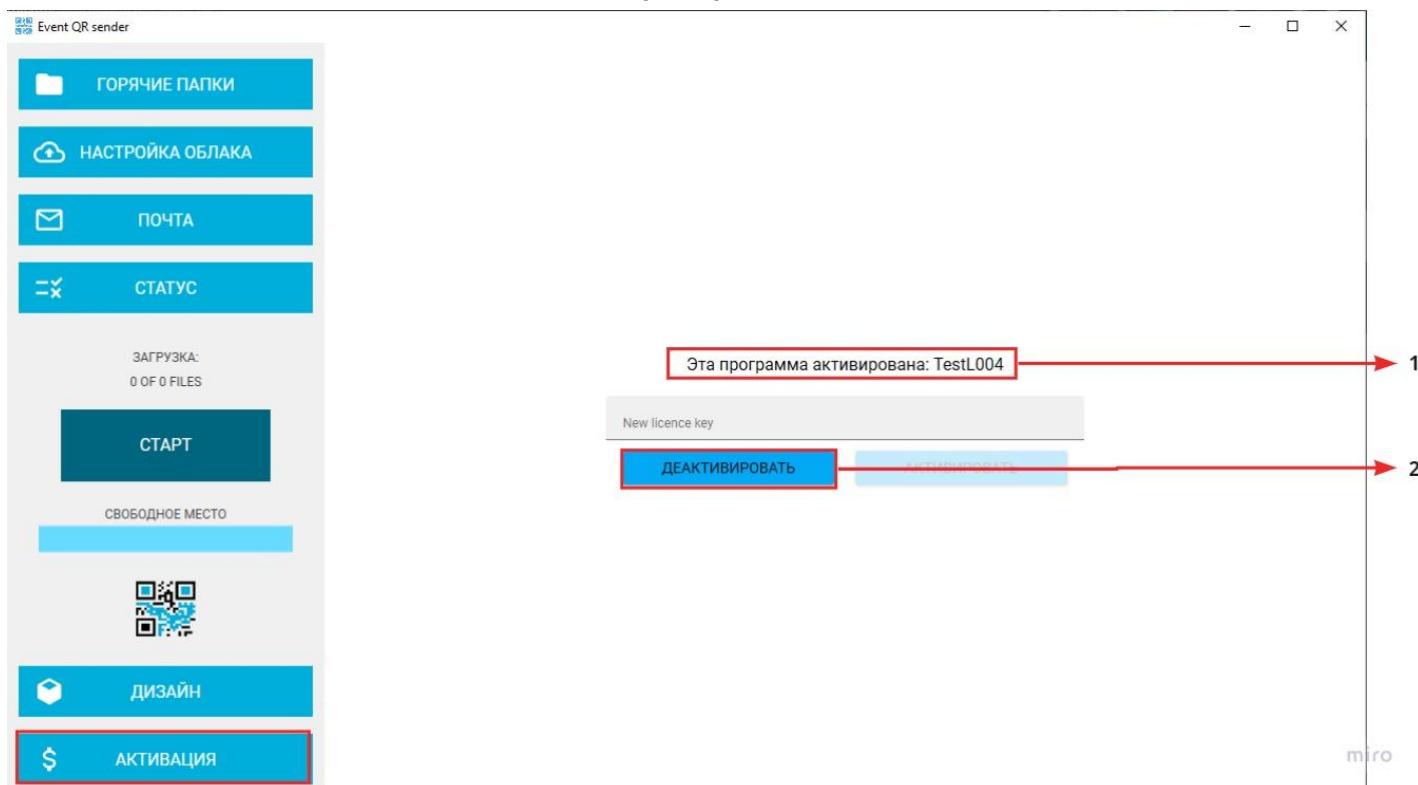 Event QR sender
ГОРЯЧИЕ ПАПКИ
НАСТРОЙКА ОБЛАКА
ПОЧТА
СТАТУС
ЗАГРУЗКА:
0 OF 0 FILES
СТАРТ
СВОБОДНОЕ МЕСТО
ДИЗАЙН
АКТИВАЦИЯ
Эта программа активирована: TestL004
1
New licence key
ДЕАКТИВИРОВАТЬ
АКТИВИРОВАТЬ
2
miro